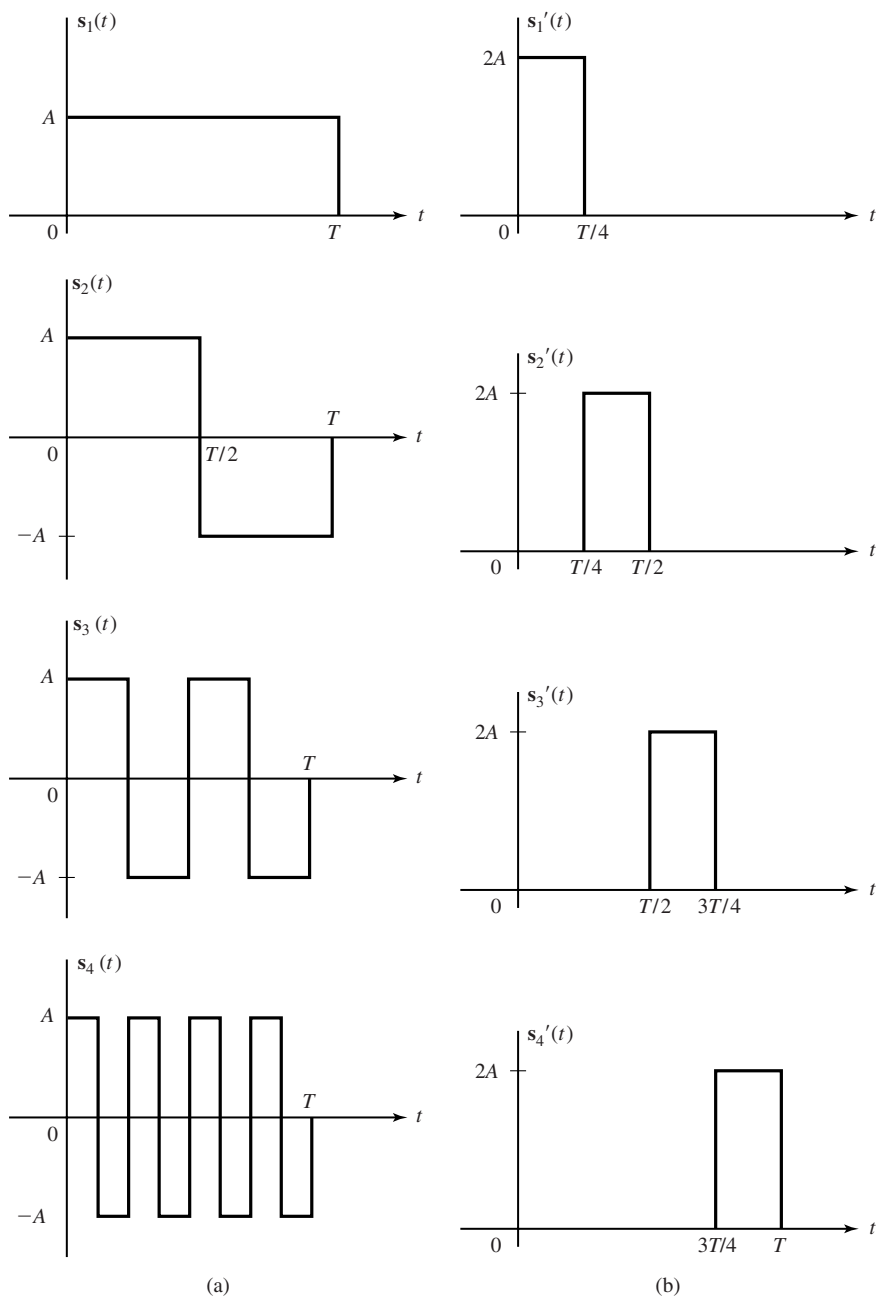 s₁(t)
A
0
T
t
s₂(t)
A
0
T/2
T
t
−A
s₃ (t)
A
0
T
t
−A
s₄ (t)
A
0
T
t
−A
(a)
s₁′(t)
2A
0
T/4
t
s₂′(t)
2A
0
T/4
T/2
t
s₃′(t)
2A
0
T/2
3T/4
t
s₄′(t)
2A
0
3T/4
T
t
(b)